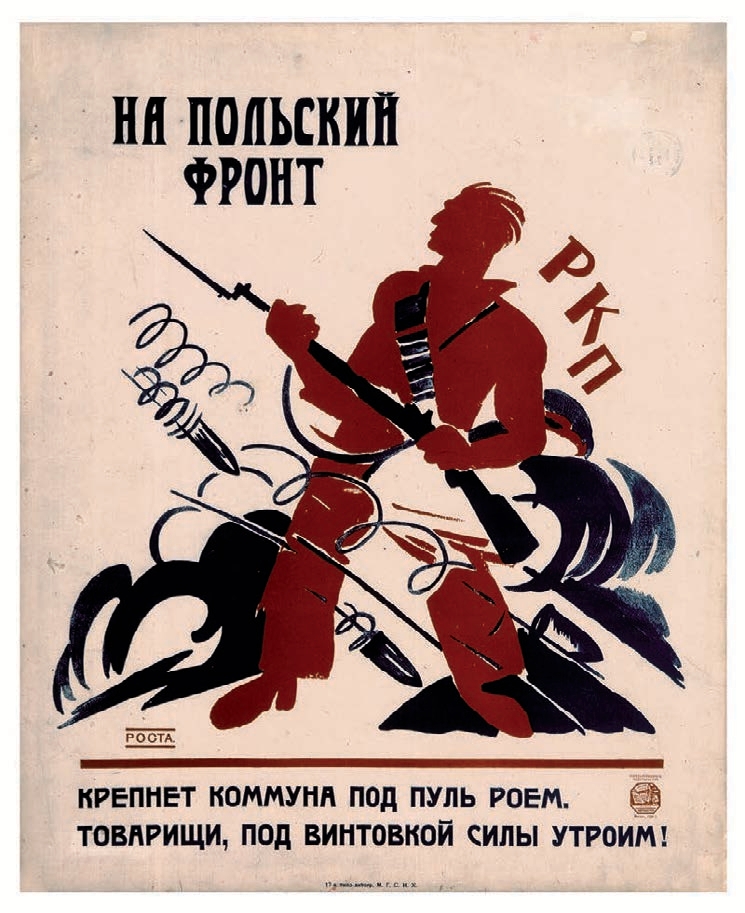 НА ПОЛЬСКИЙ
ФРОНТ
РКП
РОСТА.
КРЕПНЕТ КОММУНА ПОД ПУЛЬ РОЕМ.
ТОВАРИЩИ, ПОД ВИНТОВКОЙ СИЛЫ УТРОИМ!